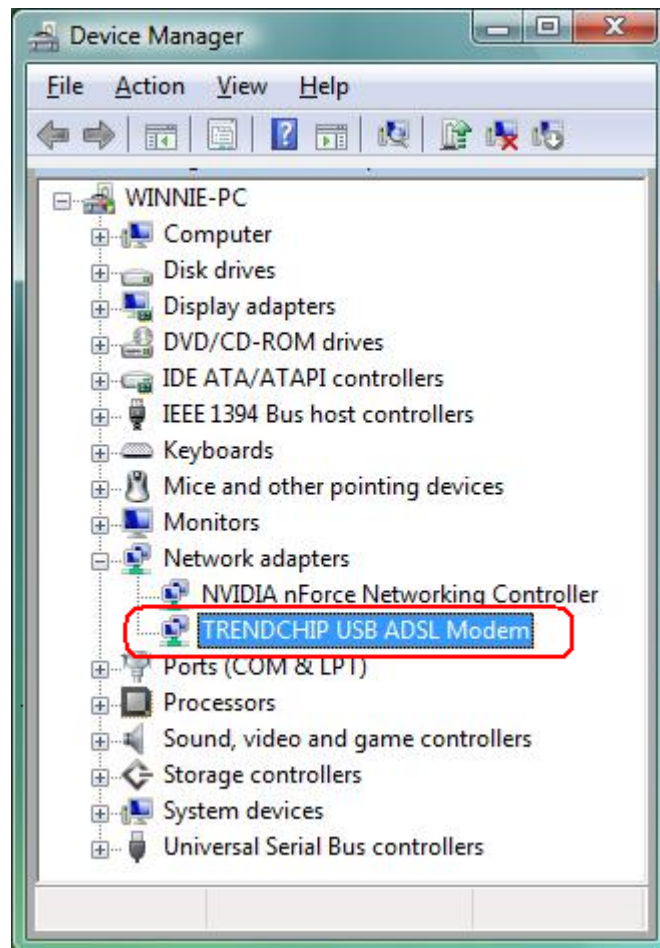 Device Manager
File Action View Help
WINNIE-PC
Computer
Disk drives
Display adapters
DVD/CD-ROM drives
IDE ATA/ATAPI controllers
IEEE 1394 Bus host controllers
Keyboards
Mice and other pointing devices
Monitors
Network adapters
NVIDIA nForce Networking Controller
TRENDCHIP USB ADSL Modem
Ports (COM & LPT)
Processors
Sound, video and game controllers
Storage controllers
System devices
Universal Serial Bus controllers